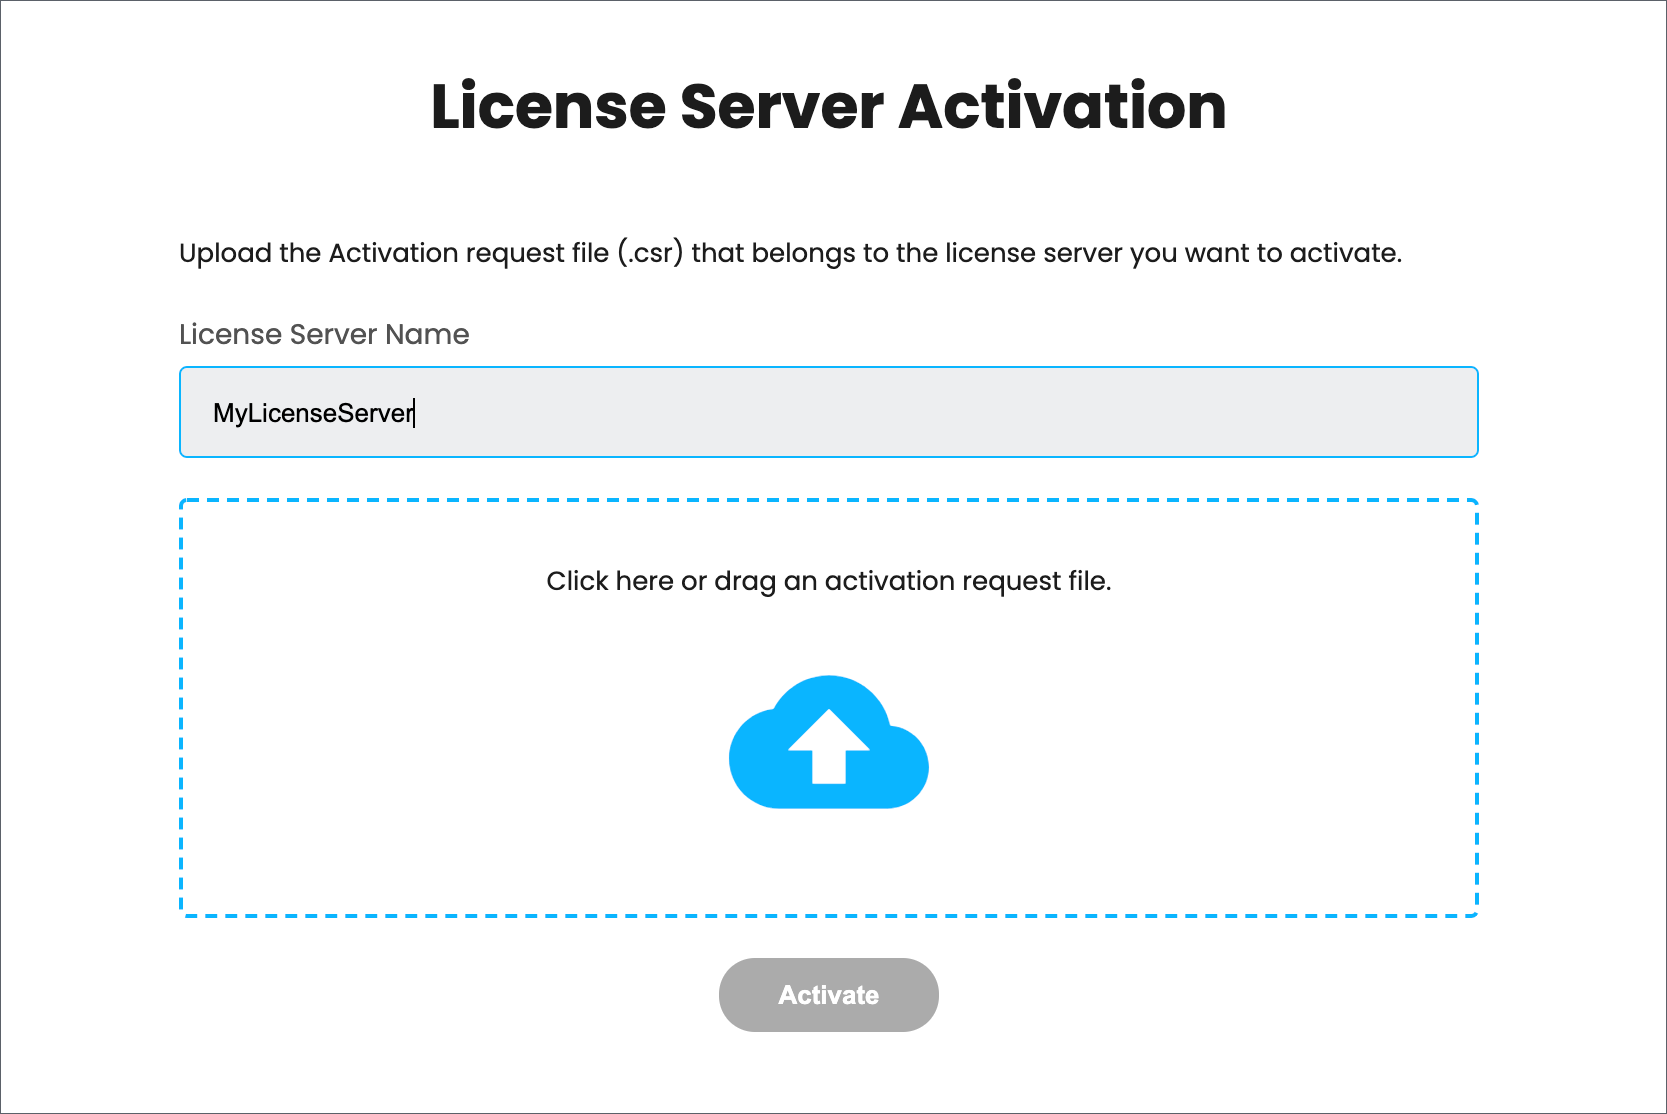 License Server Activation
Upload the Activation request file (.csr) that belongs to the license server you want to activate.
License Server Name
MyLicenseServer
Click here or drag an activation request file.
Activate